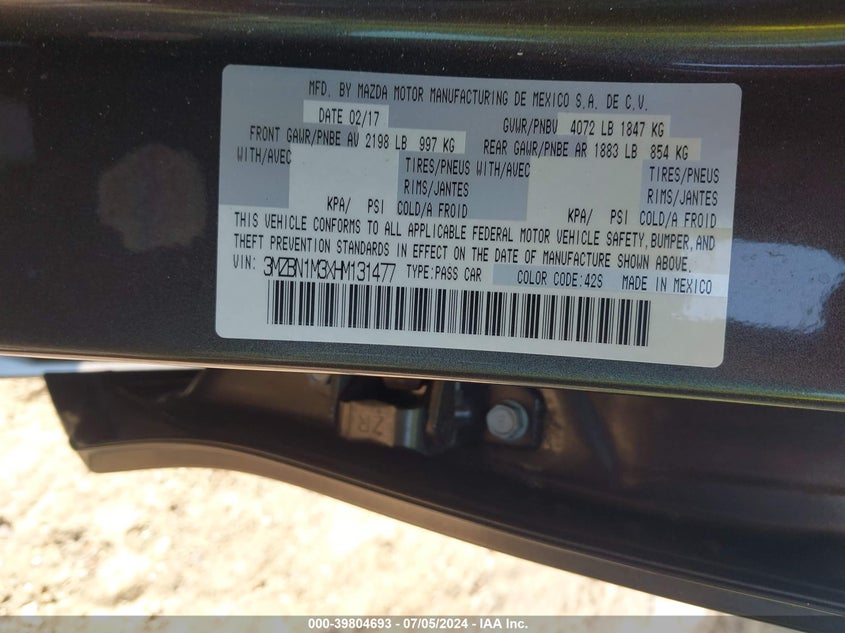 MFD. BY MAZDA MOTOR MANUFACTURING DE MEXICO S.A. DE C.V.
DATE 02/17 GVWR/PNBV 4072 LB 1847 KG
FRONT GAWR/PNBE AV 2198 LB 997 KG REAR GAWR/PNBE AR 1883 LB 854 KG
WITH/AVEC TIRES/PNEUS WITH/AVEC TIRES/PNEUS
RIMS/JANTES RIMS/JANTES
KPA/ PSI COLD/A FROID KPA/ PSI COLD/A FROID
THIS VEHICLE CONFORMS TO ALL APPLICABLE FEDERAL MOTOR VEHICLE SAFETY, BUMPER, AND
THEFT PREVENTION STANDARDS IN EFFECT ON THE DATE OF MANUFACTURE SHOWN ABOVE.
VIN: 3MZBN1M3XHM131477 TYPE:PASS CAR COLOR CODE:42S MADE IN MEXICO
ZR
000-39804693 / 07/05/2024 - IAA Inc.